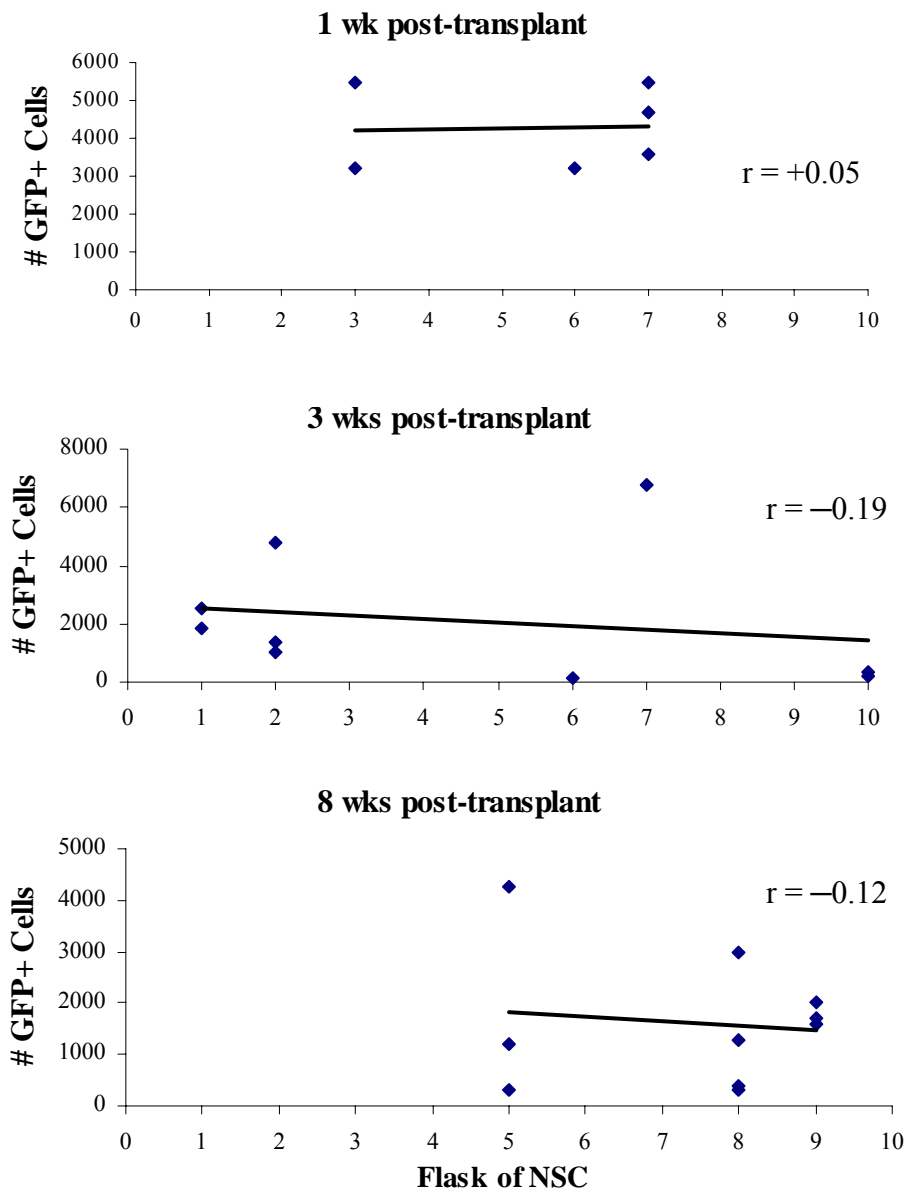 1 wk post-transplant
# GFP+ Cells
6000
5000
4000
3000
2000
1000
0
r = +0.05
0 1 2 3 4 5 6 7 8 9 10
3 wks post-transplant
# GFP+ Cells
8000
6000
4000
2000
0
r = –0.19
0 1 2 3 4 5 6 7 8 9 10
8 wks post-transplant
# GFP+ Cells
5000
4000
3000
2000
1000
0
r = –0.12
0 1 2 3 4 5 6 7 8 9 10
Flask of NSC